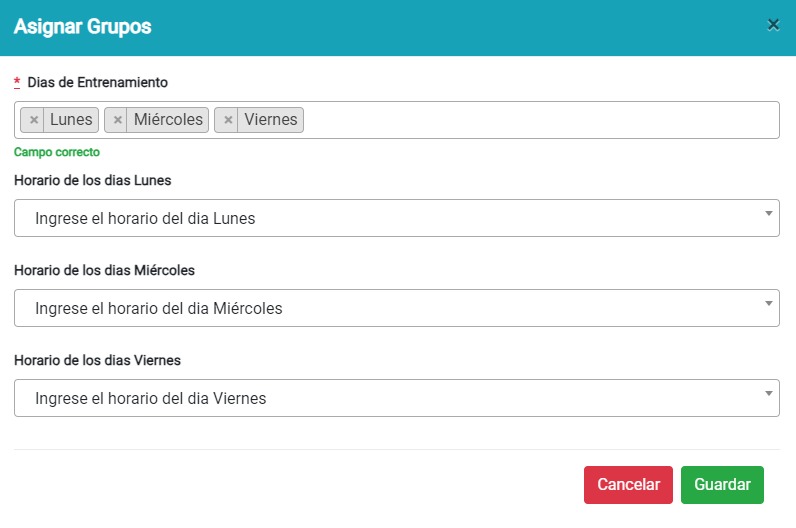 Asignar Grupos ×
* Dias de Entrenamiento
× Lunes × Miércoles × Viernes
Campo correcto
Horario de los dias Lunes
Ingrese el horario del dia Lunes
Horario de los dias Miércoles
Ingrese el horario del dia Miércoles
Horario de los dias Viernes
Ingrese el horario del dia Viernes
Cancelar Guardar